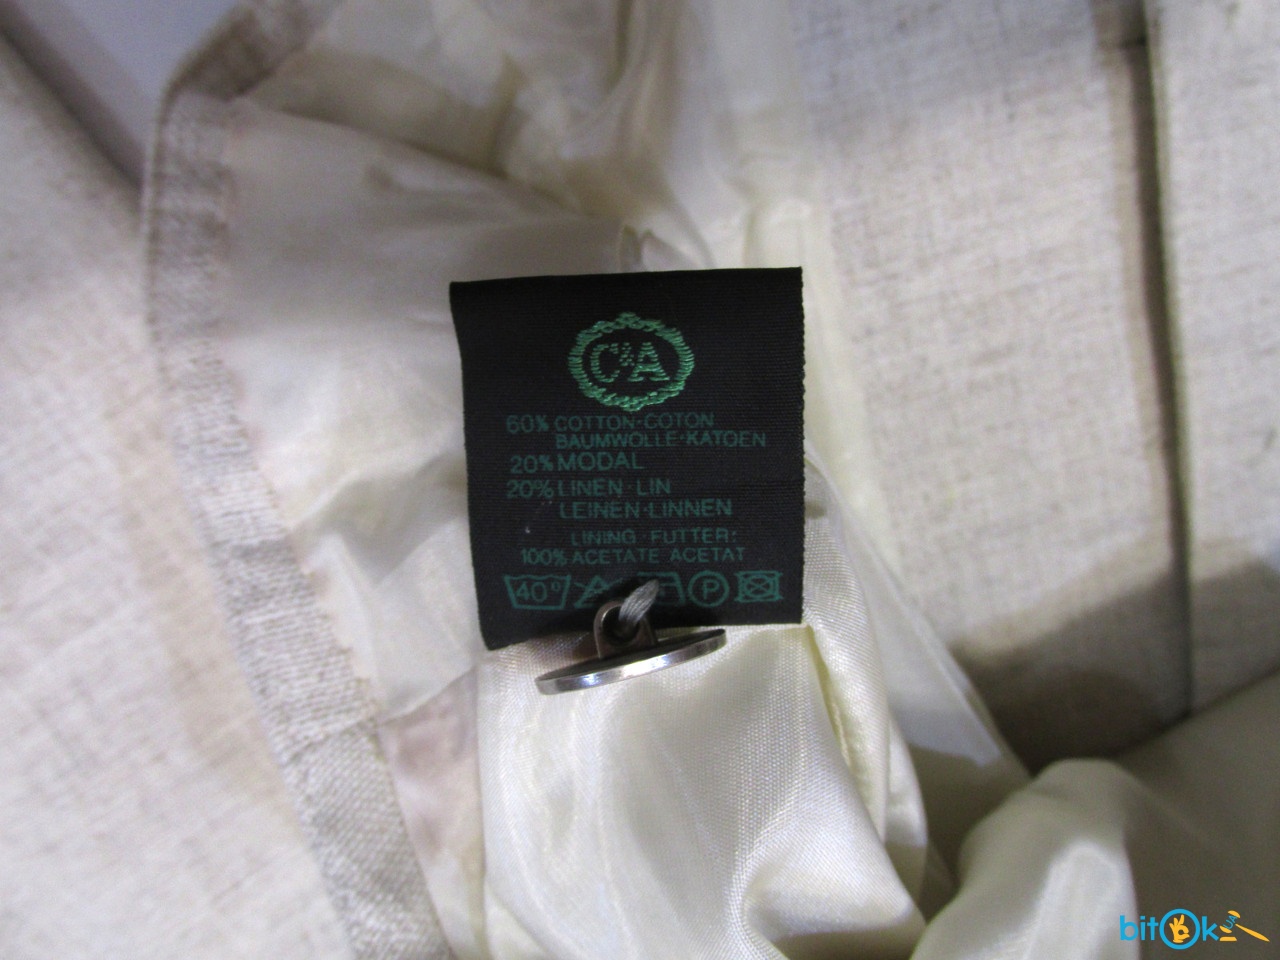 C&A
60% COTTON·COTON
BAUMWOLLE·KATOEN
20% MODAL
20% LINEN·LIN
LEINEN·LINNEN
LINING·FUTTER:
100% ACETATE ACETAT
40° P
bitOk